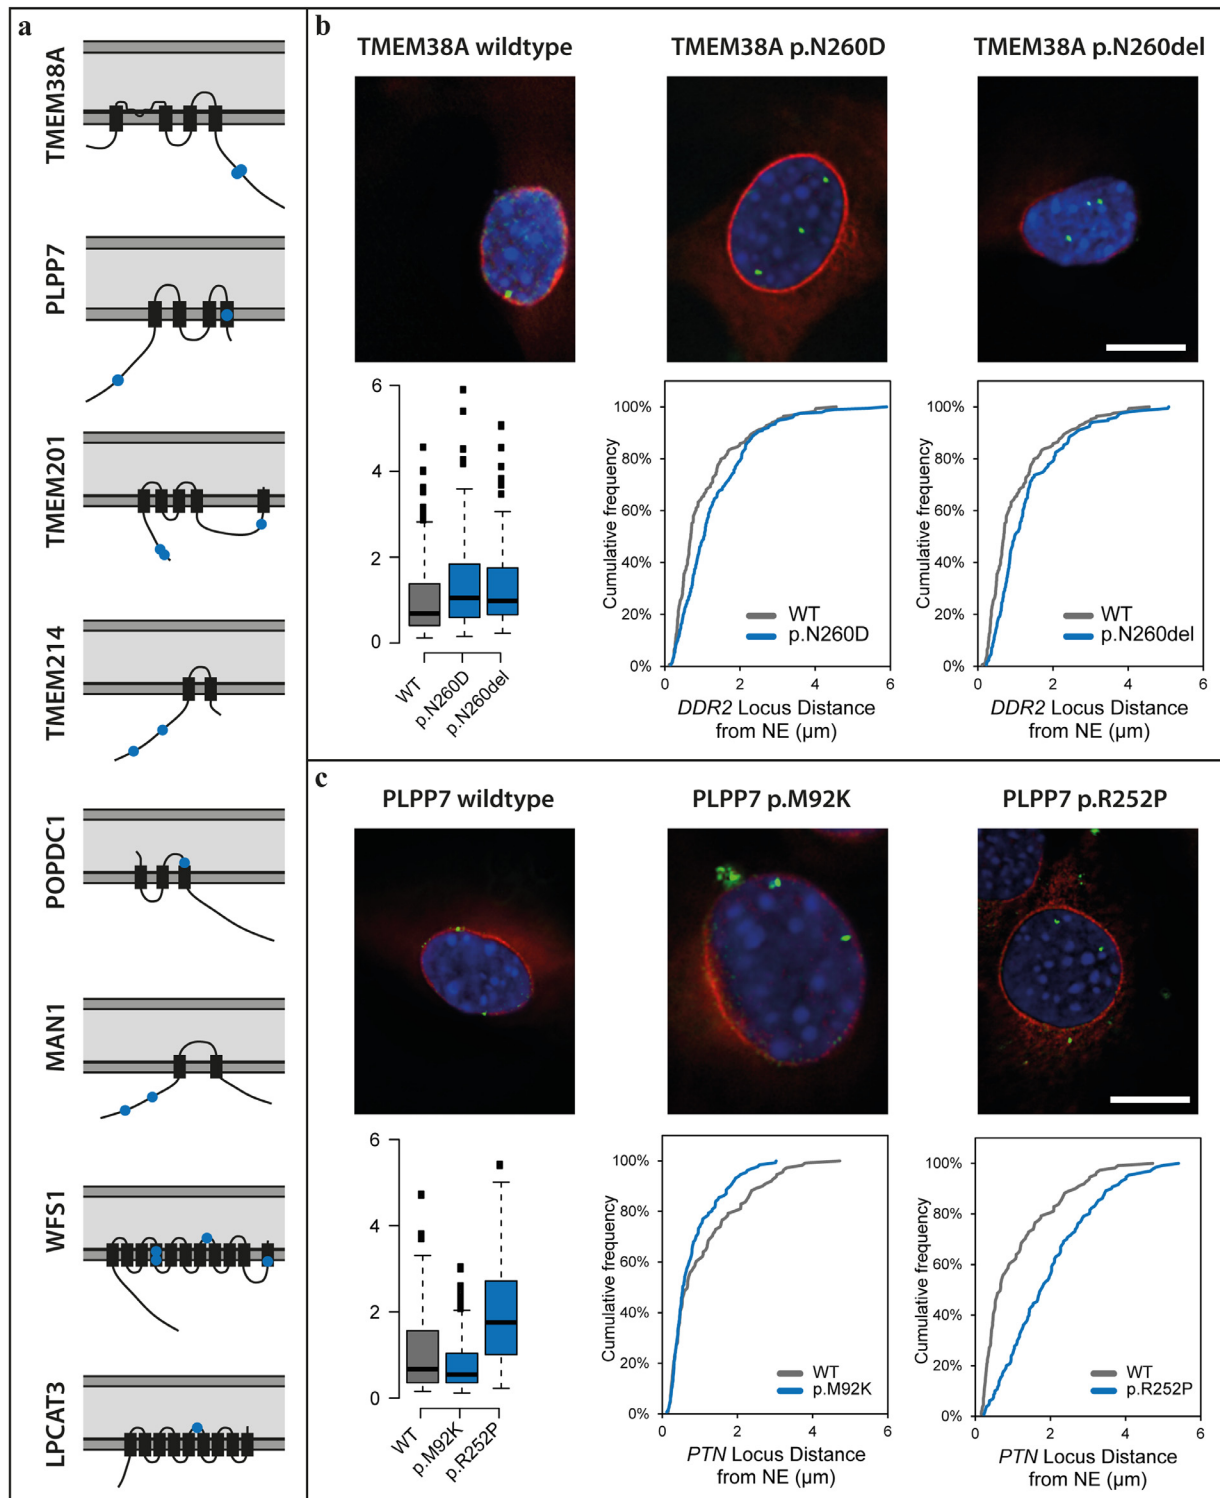 a
TMEM38A
PLPP7
TMEM201
TMEM214
POPDC1
MAN1
WFS1
LPCAT3
b
TMEM38A wildtype
TMEM38A p.N260D
TMEM38A p.N260del
6
4
2
0
WT
p.N260D
p.N260del
Cumulative frequency
100%
80%
60%
40%
20%
0%
WT
p.N260D
0 2 4 6
DDR2 Locus Distance
from NE (µm)
Cumulative frequency
100%
80%
60%
40%
20%
0%
WT
p.N260del
0 2 4 6
DDR2 Locus Distance
from NE (µm)
c
PLPP7 wildtype
PLPP7 p.M92K
PLPP7 p.R252P
6
4
2
0
WT
p.M92K
p.R252P
Cumulative frequency
100%
80%
60%
40%
20%
0%
WT
p.M92K
0 2 4 6
PTN Locus Distance
from NE (µm)
Cumulative frequency
100%
80%
60%
40%
20%
0%
WT
p.R252P
0 2 4 6
PTN Locus Distance
from NE (µm)